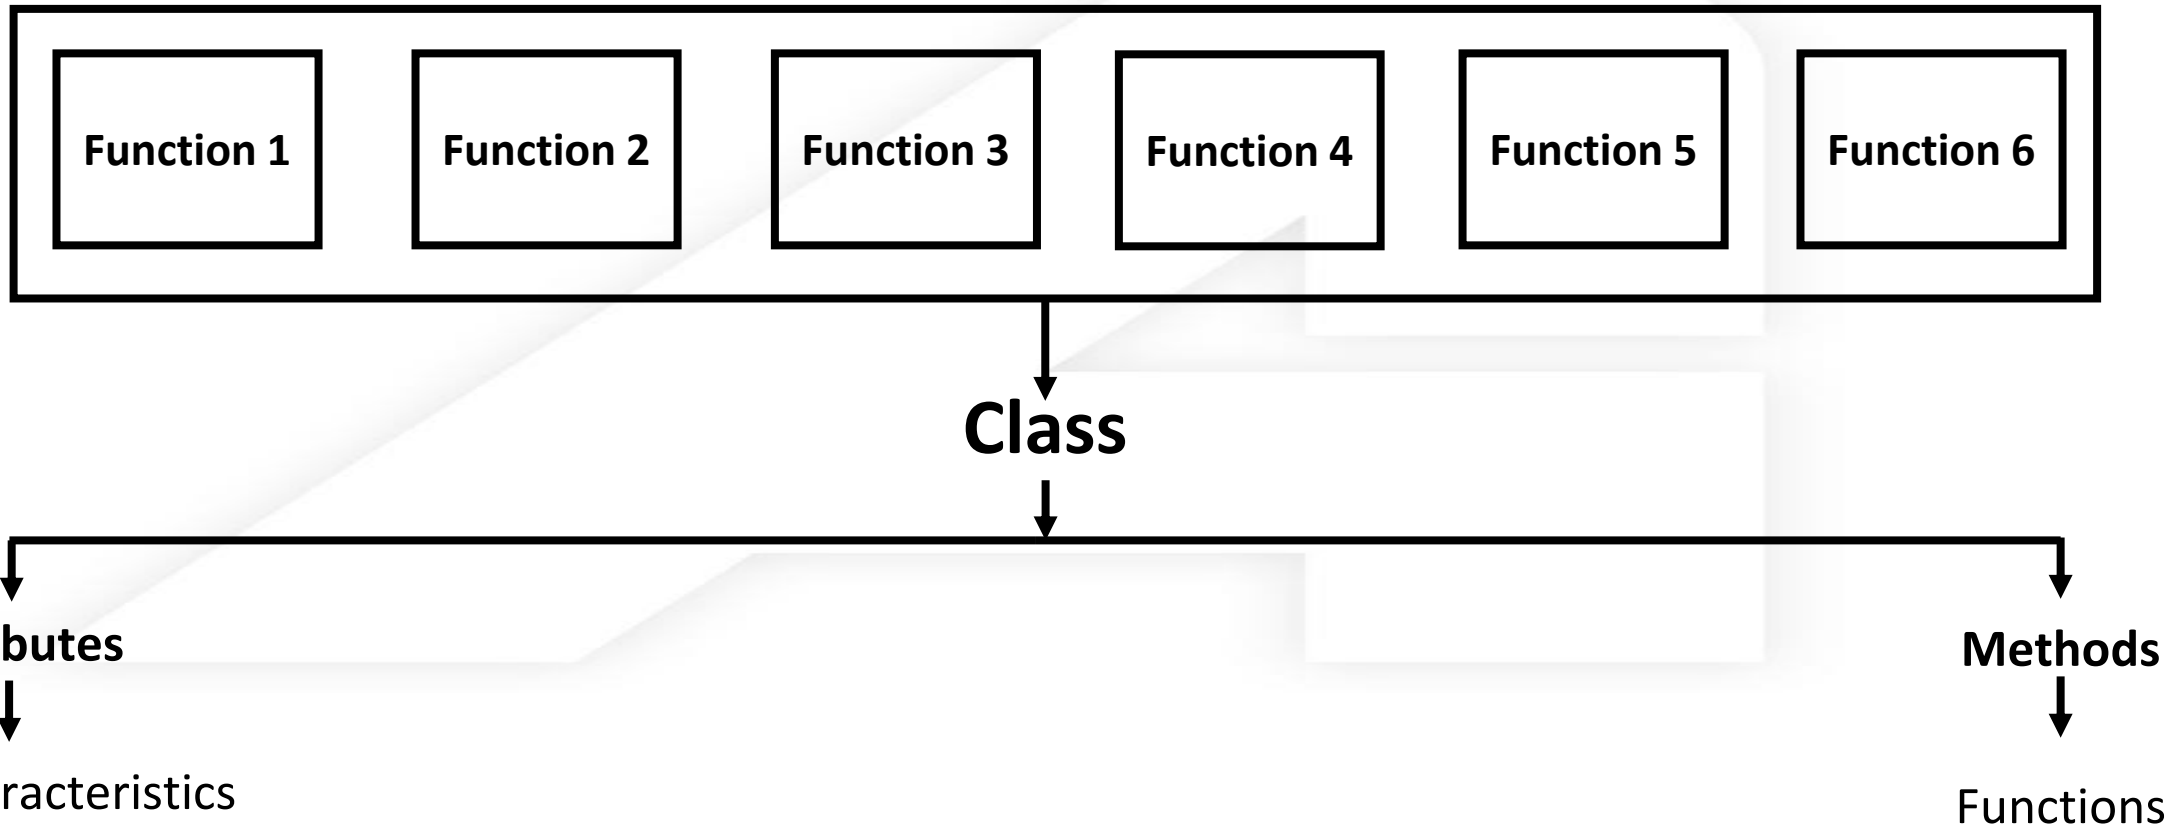 Function 1 Function 2 Function 3 Function 4 Function 5 Function 6
Class
butes Methods
racteristics Functions